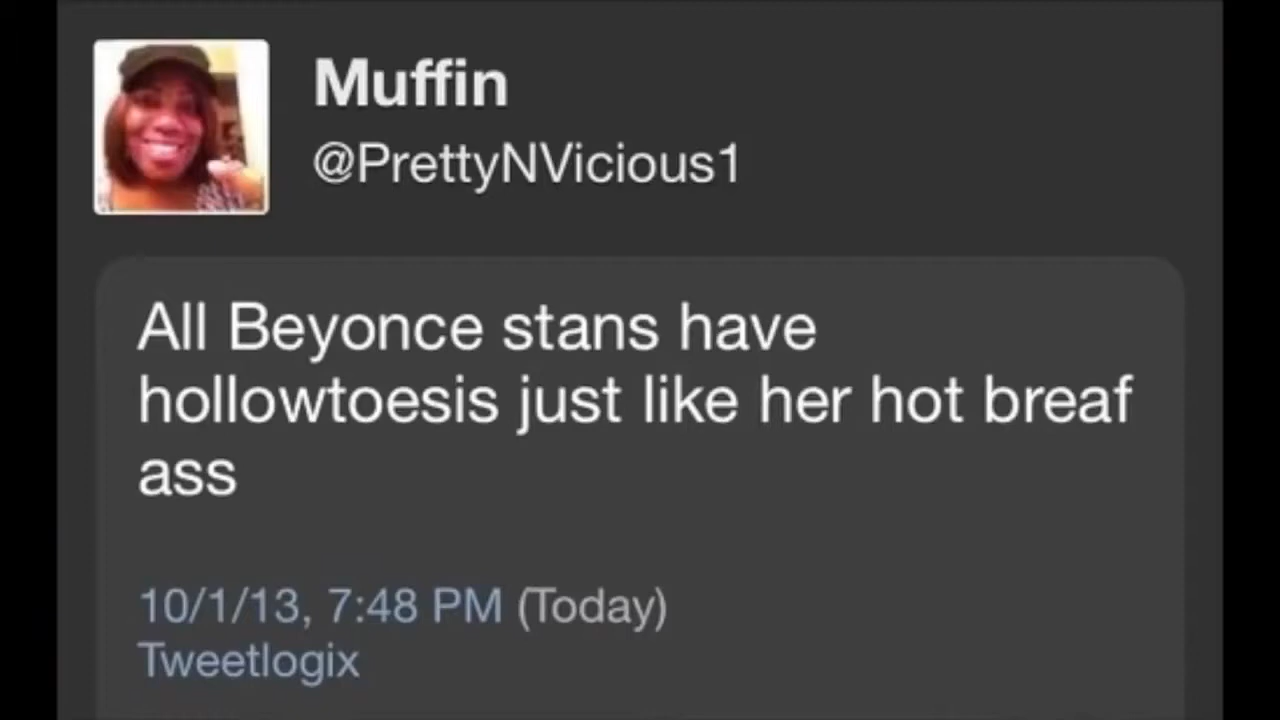 Muffin
@PrettyNVicious1
All Beyonce stans have
hollowtoesis just like her hot breaf
ass
10/1/13, 7:48 PM (Today)
Tweetlogix